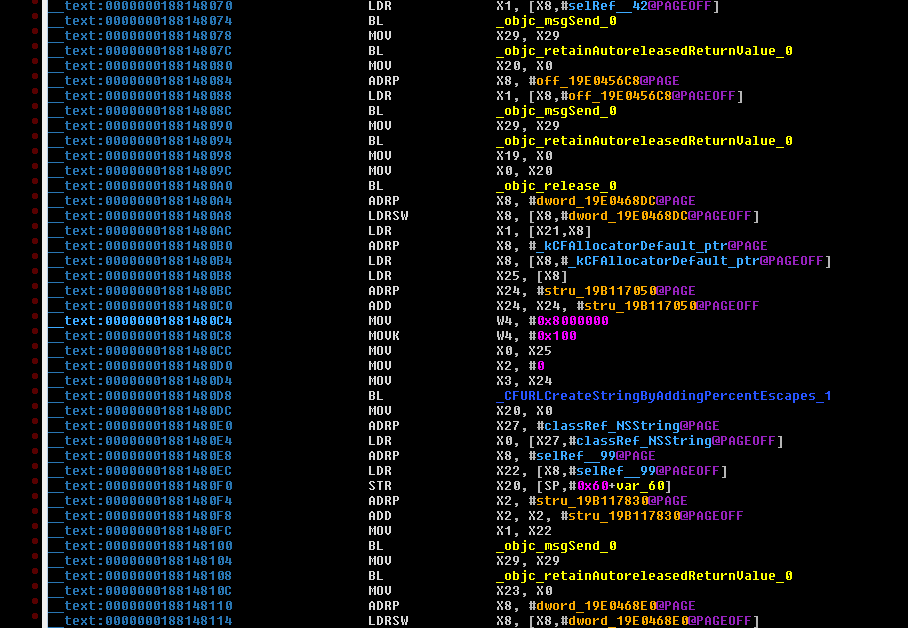 __text:0000000188148070 LDR X1, [X8,#selRef__42@PAGEOFF]
__text:0000000188148074 BL _objc_msgSend_0
__text:0000000188148078 MOV X29, X29
__text:000000018814807C BL _objc_retainAutoreleasedReturnValue_0
__text:0000000188148080 MOV X20, X0
__text:0000000188148084 ADRP X8, #off_19E0456C8@PAGE
__text:0000000188148088 LDR X1, [X8,#off_19E0456C8@PAGEOFF]
__text:000000018814808C BL _objc_msgSend_0
__text:0000000188148090 MOV X29, X29
__text:0000000188148094 BL _objc_retainAutoreleasedReturnValue_0
__text:0000000188148098 MOV X19, X0
__text:000000018814809C MOV X0, X20
__text:00000001881480A0 BL _objc_release_0
__text:00000001881480A4 ADRP X8, #dword_19E0468DC@PAGE
__text:00000001881480A8 LDRSW X8, [X8,#dword_19E0468DC@PAGEOFF]
__text:00000001881480AC LDR X1, [X21,X8]
__text:00000001881480B0 ADRP X8, #_kCFAllocatorDefault_ptr@PAGE
__text:00000001881480B4 LDR X8, [X8,#_kCFAllocatorDefault_ptr@PAGEOFF]
__text:00000001881480B8 LDR X25, [X8]
__text:00000001881480BC ADRP X24, #stru_19B117050@PAGE
__text:00000001881480C0 ADD X24, X24, #stru_19B117050@PAGEOFF
__text:00000001881480C4 MOV W4, #0x8000000
__text:00000001881480C8 MOVK W4, #0x100
__text:00000001881480CC MOV X0, X25
__text:00000001881480D0 MOV X2, #0
__text:00000001881480D4 MOV X3, X24
__text:00000001881480D8 BL _CFURLCreateStringByAddingPercentEscapes_1
__text:00000001881480DC MOV X20, X0
__text:00000001881480E0 ADRP X27, #classRef_NSString@PAGE
__text:00000001881480E4 LDR X0, [X27,#classRef_NSString@PAGEOFF]
__text:00000001881480E8 ADRP X8, #selRef__99@PAGE
__text:00000001881480EC LDR X22, [X8,#selRef__99@PAGEOFF]
__text:00000001881480F0 STR X20, [SP,#0x60+var_60]
__text:00000001881480F4 ADRP X2, #stru_19B117830@PAGE
__text:00000001881480F8 ADD X2, X2, #stru_19B117830@PAGEOFF
__text:00000001881480FC MOV X1, X22
__text:0000000188148100 BL _objc_msgSend_0
__text:0000000188148104 MOV X29, X29
__text:0000000188148108 BL _objc_retainAutoreleasedReturnValue_0
__text:000000018814810C MOV X23, X0
__text:0000000188148110 ADRP X8, #dword_19E0468E0@PAGE
__text:0000000188148114 LDRSW X8, [X8,#dword_19E0468E0@PAGEOFF]